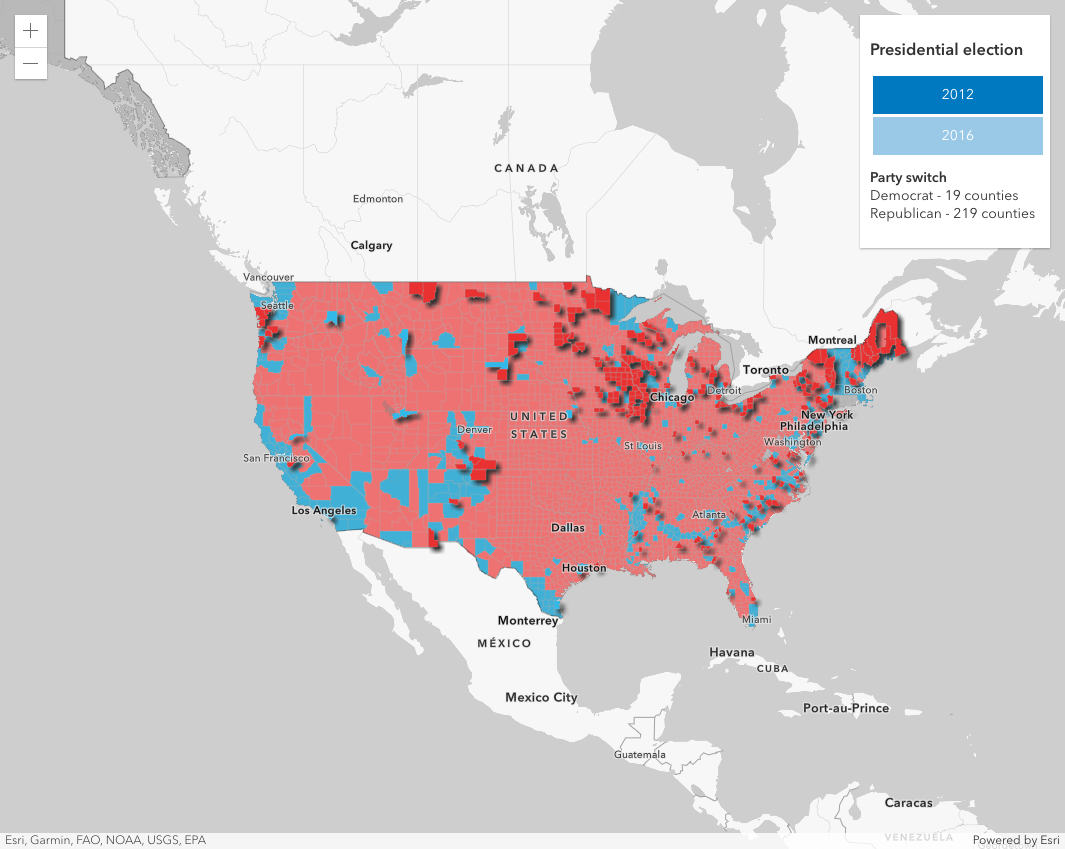 +
−
Presidential election
2012
2016
Party switch
Democrat - 19 counties
Republican - 219 counties
CANADA
Edmonton
Calgary
Vancouver
Seattle
Montreal
Toronto
Boston
Detroit
Chicago
New York
Philadelphia
UNITED
STATES
Denver
St Louis
Washington
San Francisco
Los Angeles
Atlanta
Dallas
Houston
Monterrey
Miami
MÉXICO
Havana
CUBA
Mexico City
Port-au-Prince
Guatemala
Caracas
VENEZUELA
Esri, Garmin, FAO, NOAA, USGS, EPA
Powered by Esri